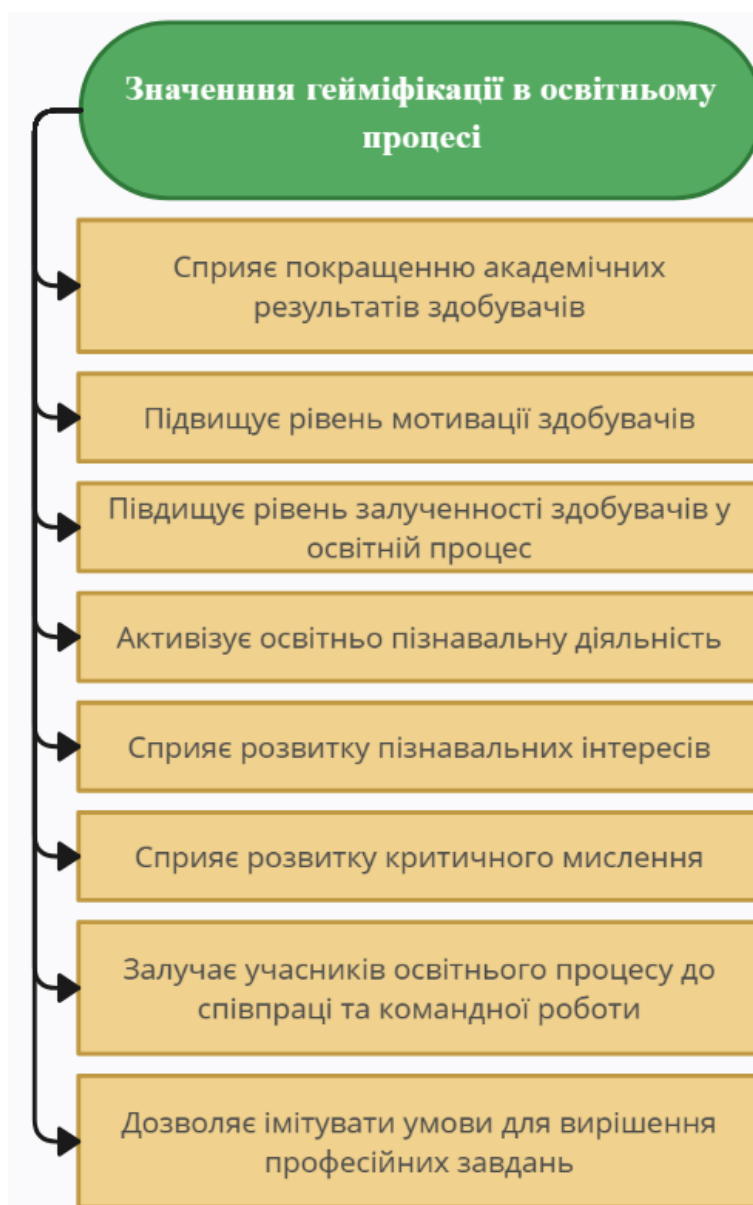 Значенння гейміфікації в освітньому
процесі
Сприяє покращенню академічних
результатів здобувачів
Підвищує рівень мотивації здобувачів
Півдищує рівень залученності здобувачів у
освітній процес
Активізує освітньо пізнавальну діяльність
Сприяє розвитку пізнавальних інтересів
Сприяє розвитку критичного мислення
Залучає учасників освітнього процесу до
співпраці та командної роботи
Дозволяє імітувати умови для вирішення
професійних завдань